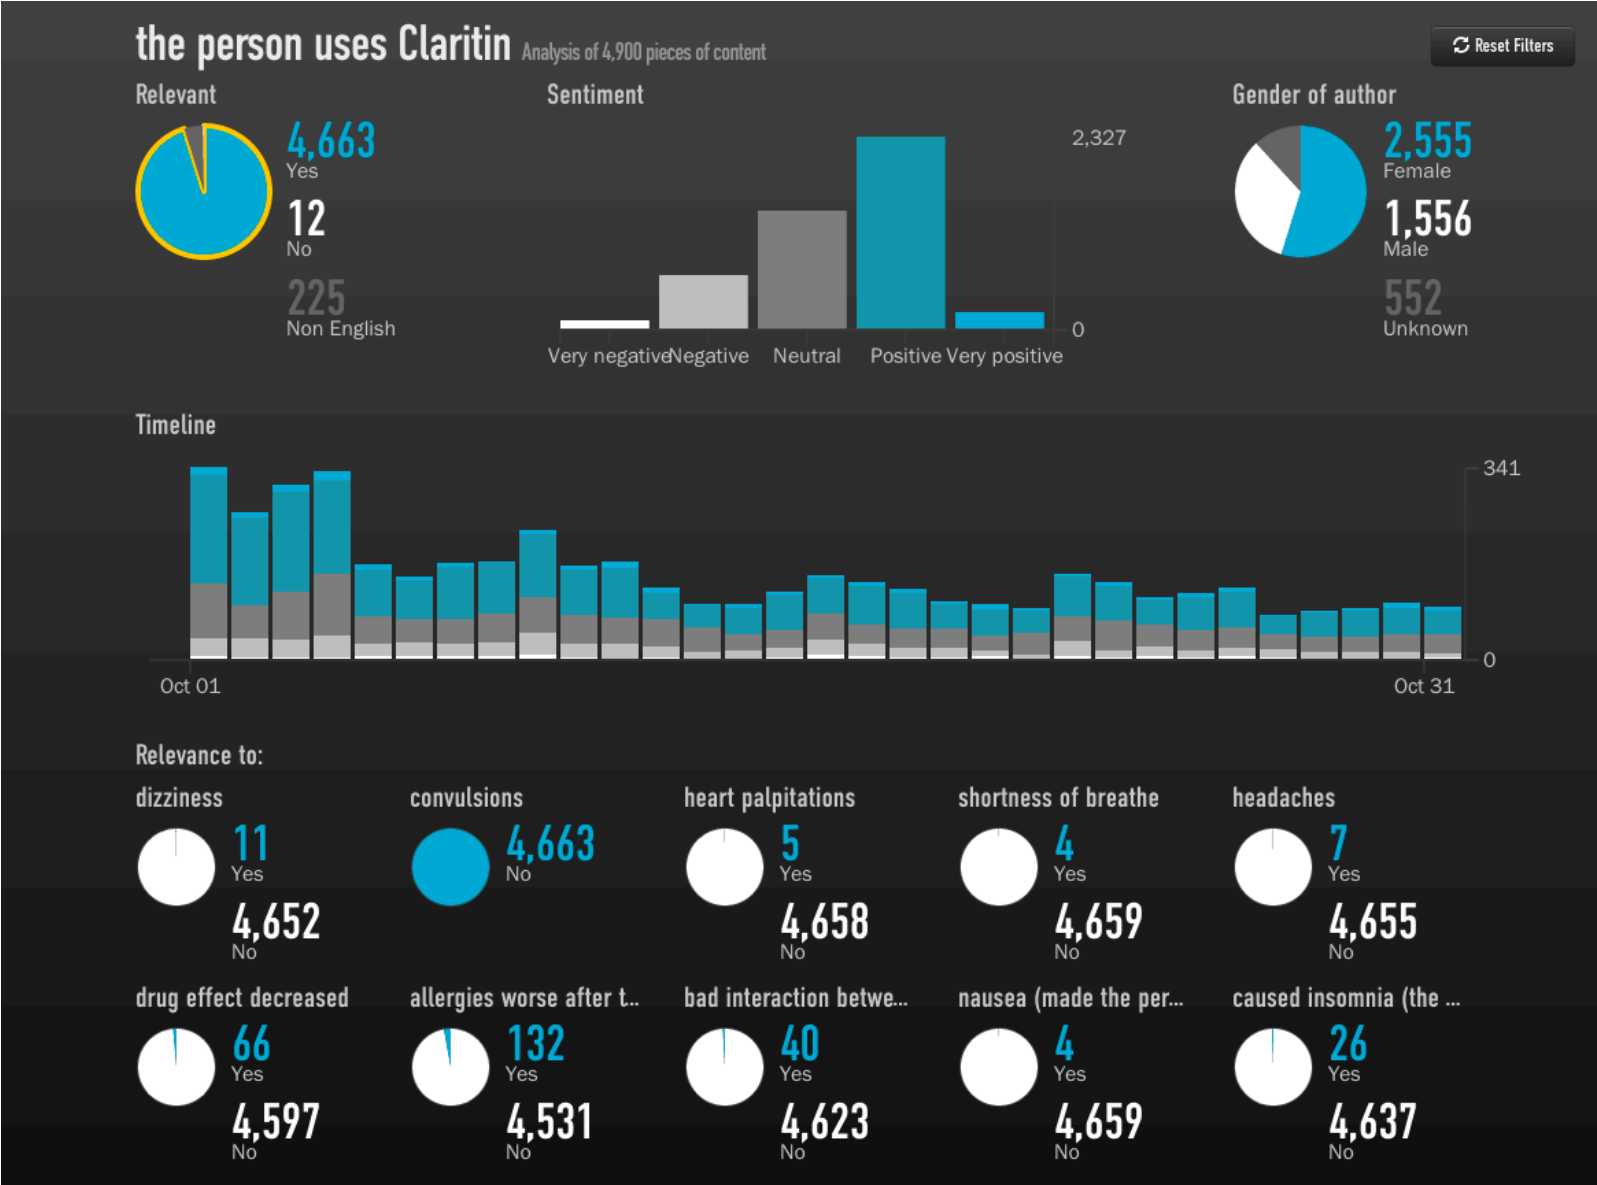 the person uses Claritin Analysis of 4,900 pieces of content
Reset Filters
Relevant
4,663
Yes
12
No
225
Non English
Sentiment
2,327
0
Very negative Negative Neutral Positive Very positive
Gender of author
2,555
Female
1,556
Male
552
Unknown
Timeline
341
0
Oct 01 Oct 31
Relevance to:
dizziness
11
Yes
4,652
No
convulsions
4,663
No
heart palpitations
5
Yes
4,658
No
shortness of breathe
4
Yes
4,659
No
headaches
7
Yes
4,655
No
drug effect decreased
66
Yes
4,597
No
allergies worse after t...
132
Yes
4,531
No
bad interaction betwe...
40
Yes
4,623
No
nausea (made the per...
4
Yes
4,659
No
caused insomnia (the ...
26
Yes
4,637
No